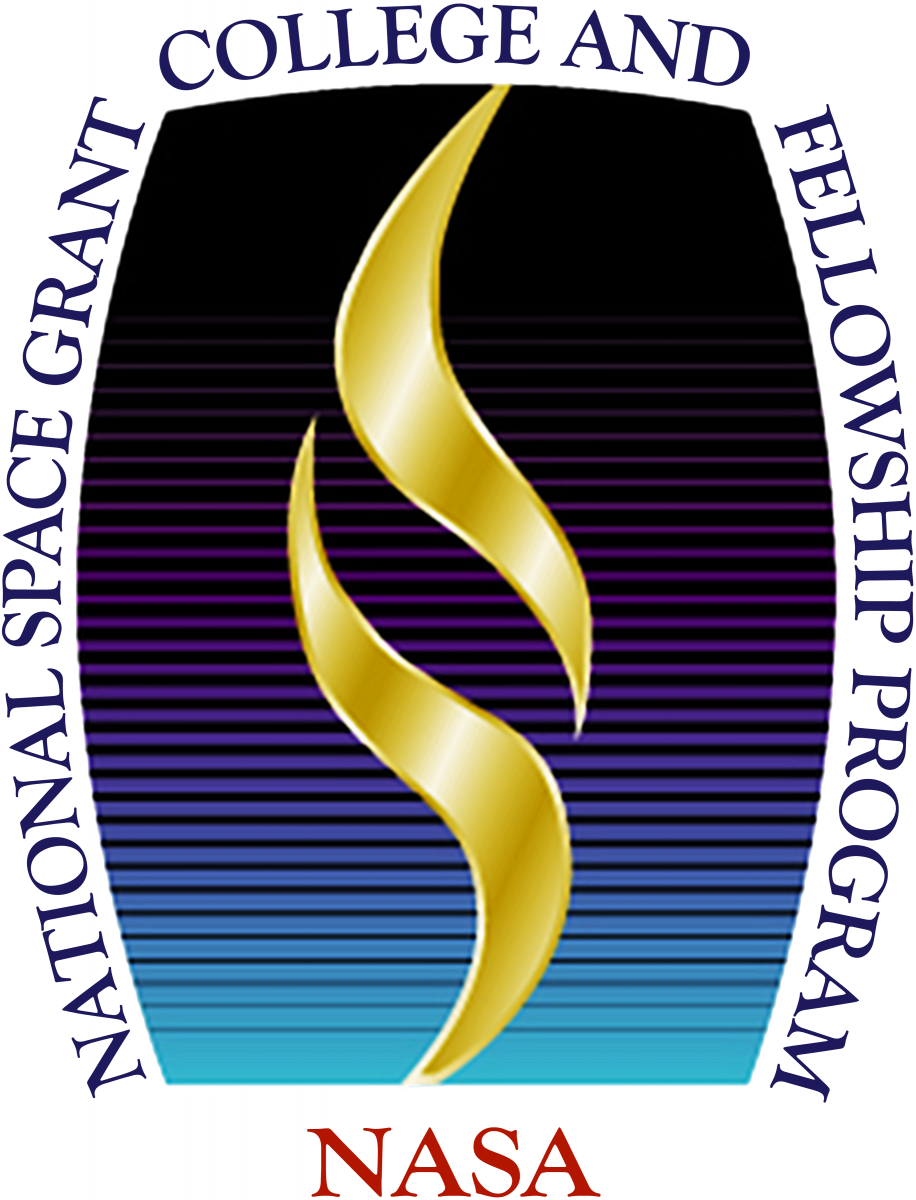 NATIONAL SPACE GRANT COLLEGE AND FELLOWSHIP PROGRAM
NASA